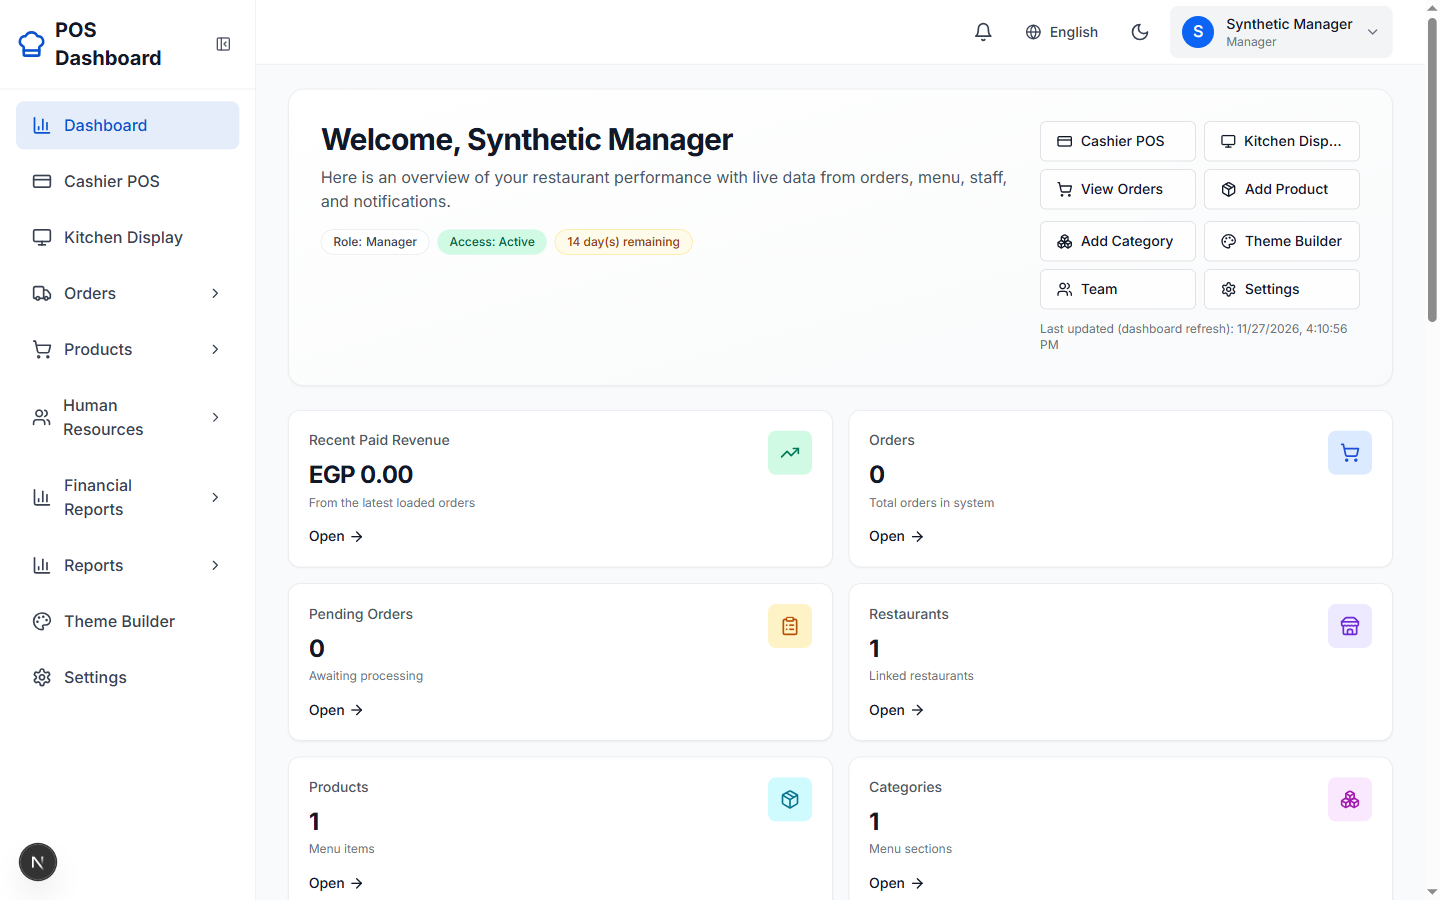 POS
Dashboard
Dashboard
Cashier POS
Kitchen Display
Orders
Products
Human
Resources
Financial
Reports
Reports
Theme Builder
Settings
N
English
S
Synthetic Manager
Manager
Welcome, Synthetic Manager
Here is an overview of your restaurant performance with live data from orders, menu, staff,
and notifications.
Role: Manager
Access: Active
14 day(s) remaining
Cashier POS
Kitchen Disp...
View Orders
Add Product
Add Category
Theme Builder
Team
Settings
Last updated (dashboard refresh): 11/27/2026, 4:10:56
PM
Recent Paid Revenue
EGP 0.00
From the latest loaded orders
Open
Orders
0
Total orders in system
Open
Pending Orders
0
Awaiting processing
Open
Restaurants
1
Linked restaurants
Open
Products
1
Menu items
Open
Categories
1
Menu sections
Open